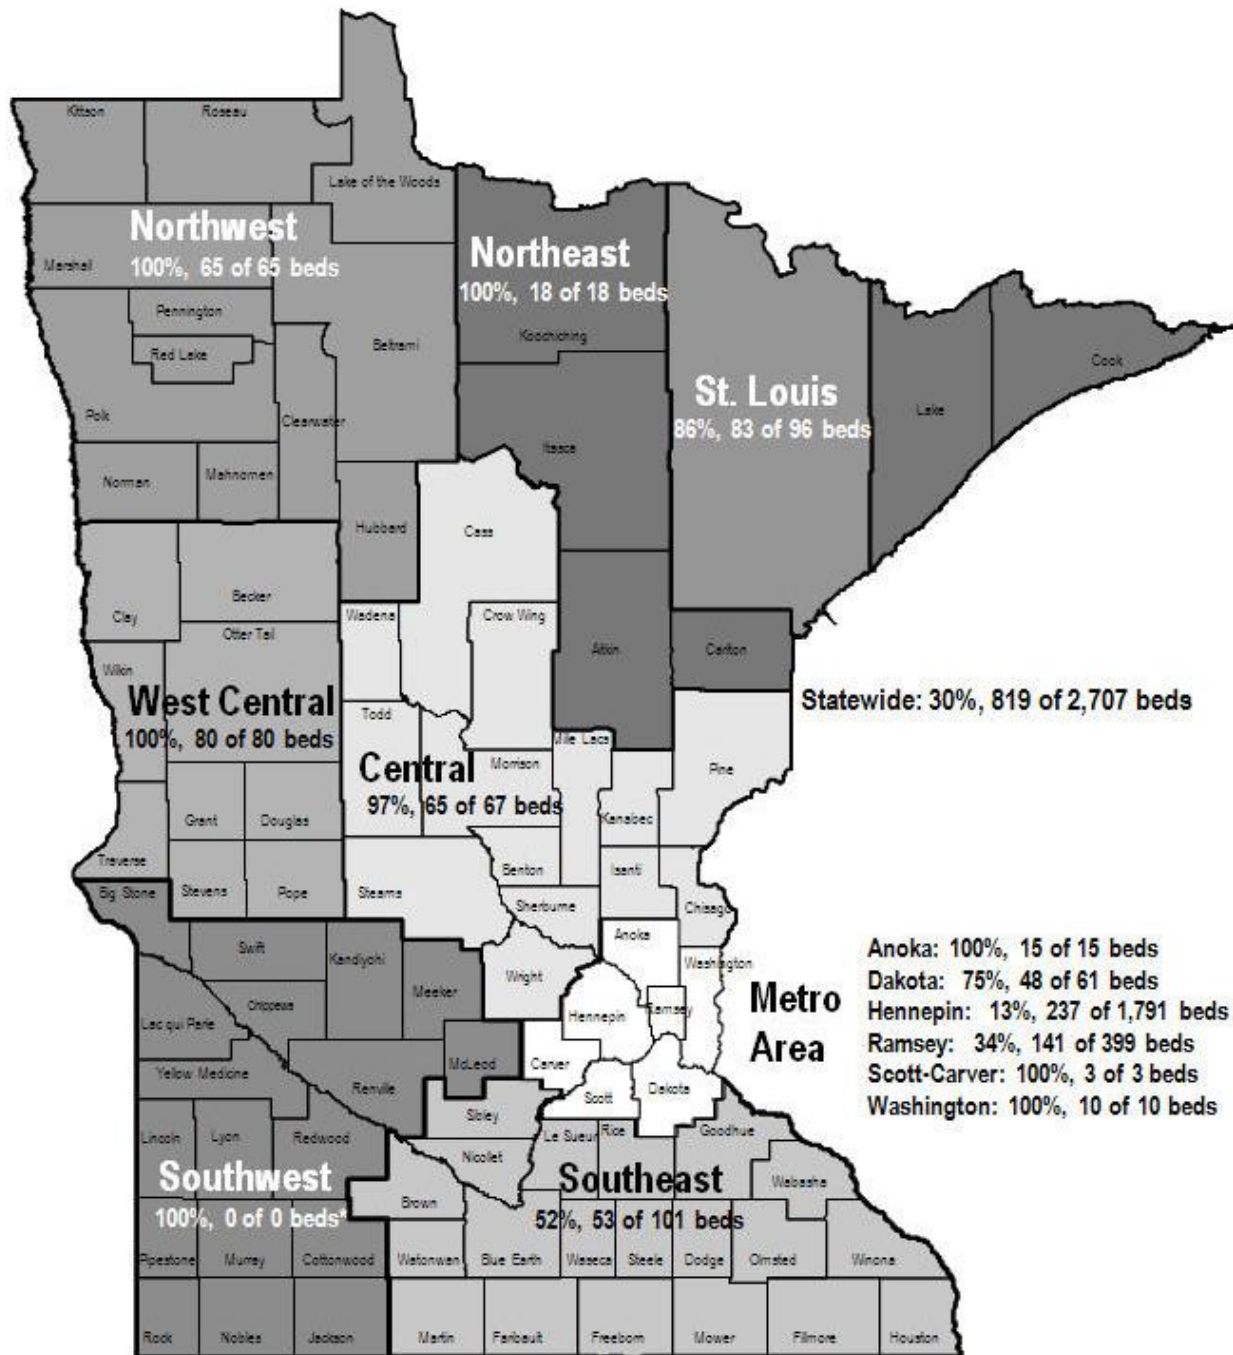 Kittson
Roseau
Lake of the Woods
Northwest
100%, 65 of 65 beds
Marshall
Pennington
Red Lake
Polk
Clearwater
Beltrami
Norman
Mahnomen
Hubbard
Northeast
100%, 18 of 18 beds
Koochiching
Itasca
Aitkin
Carlton
St. Louis
86%, 83 of 96 beds
Lake
Cook
Clay
Becker
Otter Tail
Wilkin
West Central
100%, 80 of 80 beds
Grant
Douglas
Traverse
Stevens
Pope
Cass
Wadena
Crow Wing
Todd
Central
97%, 65 of 67 beds
Morrison
Mille Lacs
Kanabec
Pine
Benton
Isanti
Stearns
Sherburne
Chisago
Wright
Statewide: 30%, 819 of 2,707 beds
Big Stone
Swift
Kandiyohi
Meeker
Chippewa
Lac qui Parle
Yellow Medicine
Renville
McLeod
Lincoln
Lyon
Redwood
Southwest
100%, 0 of 0 beds*
Pipestone
Murray
Cottonwood
Rock
Nobles
Jackson
Anoka
Washington
Hennepin
Ramsey
Carver
Scott
Dakota
Metro
Area
Anoka: 100%, 15 of 15 beds
Dakota: 75%, 48 of 61 beds
Hennepin: 13%, 237 of 1,791 beds
Ramsey: 34%, 141 of 399 beds
Scott-Carver: 100%, 3 of 3 beds
Washington: 100%, 10 of 10 beds
Sibley
Nicollet
Le Sueur
Rice
Goodhue
Wabasha
Brown
Southeast
52%, 53 of 101 beds
Watonwan
Blue Earth
Waseca
Steele
Dodge
Olmsted
Winona
Martin
Faribault
Freeborn
Mower
Fillmore
Houston